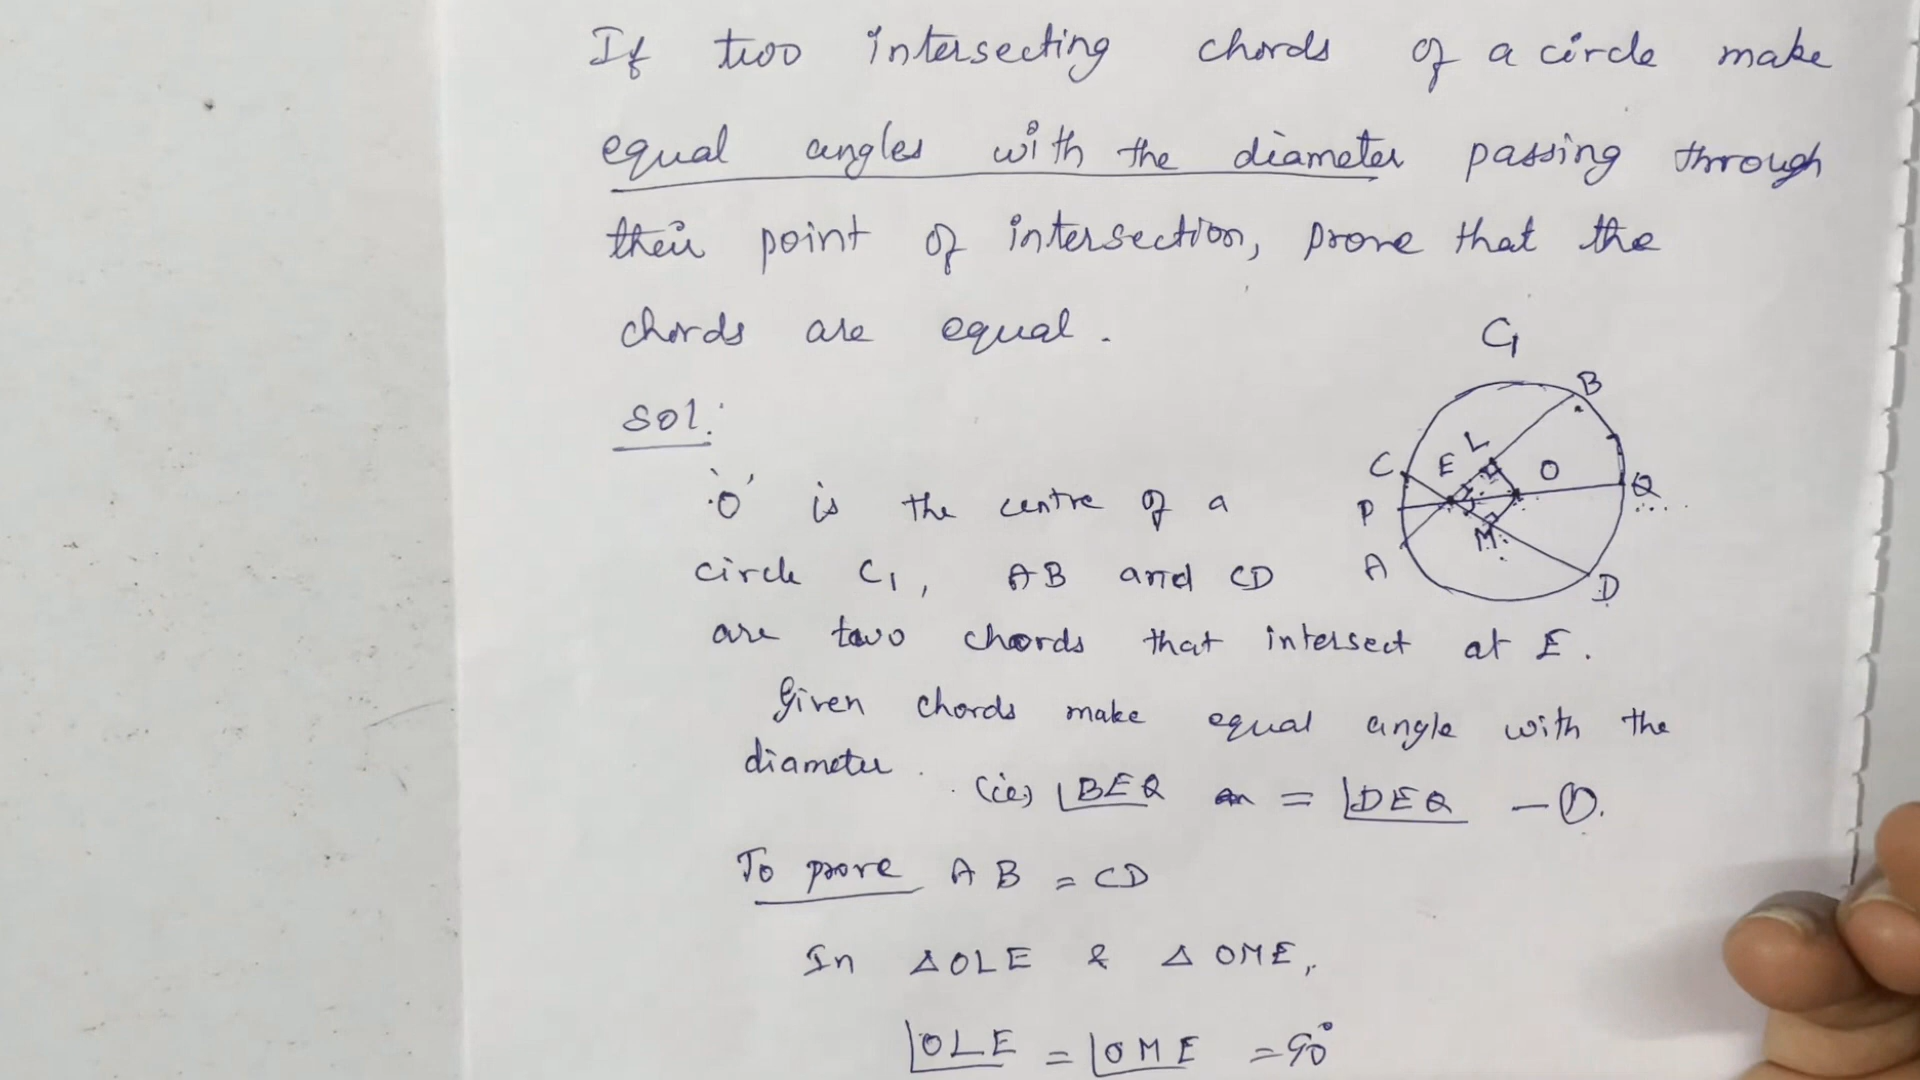 If two intersecting chords of a circle make
equal angles with the diameter passing through
their point of intersection, prove that the
chords are equal.
C1
Sol:
B
L
C E O
P Q
M
A
D
'O' is the centre of a
circle C1, AB and CD
are two chords that intersect at E.
Given chords make equal angle with the
diameter.
(ie) ∠BEQ = ∠DEQ — ①.
To prove AB = CD
In ΔOLE & ΔOME,
∠OLE = ∠OME = 90°